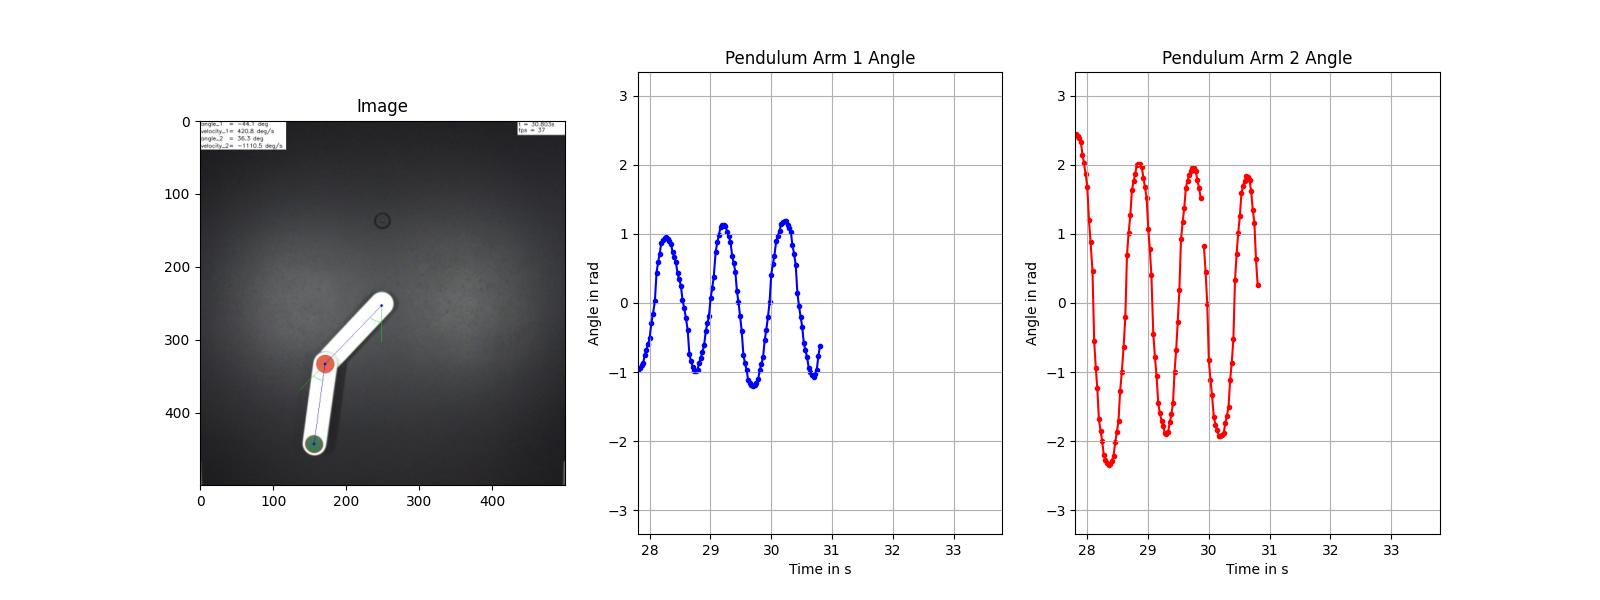 Image
Pendulum Arm 1 Angle
Pendulum Arm 2 Angle
angle_1 = -44.1 deg
velocity_1= 420.8 deg/s
angle_2 = 36.3 deg
velocity_2= -1110.5 deg/s
t = 30.803s
fps = 37
0
100
200
300
400
0 100 200 300 400
Angle in rad
3
2
1
0
−1
−2
−3
28 29 30 31 32 33
Time in s
Angle in rad
3
2
1
0
−1
−2
−3
28 29 30 31 32 33
Time in s